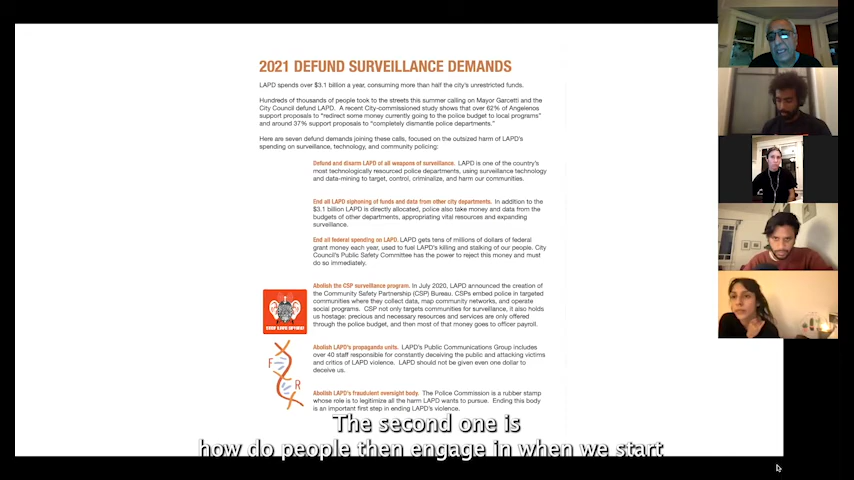 2021 DEFUND SURVEILLANCE DEMANDS
LAPD spends over $3.1 billion a year, consuming more than half the city's unrestricted funds.
Hundreds of thousands of people took to the streets this summer calling on Mayor Garcetti and the
City Council defund LAPD. A recent City-commissioned study shows that over 62% of Angelenos
support proposals to "redirect some money currently going to the police budget to local programs"
and around 37% support proposals to "completely dismantle police departments."
Here are seven defund demands joining these calls, focused on the outsized harm of LAPD's
spending on surveillance, technology, and community policing:
Defund and disarm LAPD of all weapons of surveillance. LAPD is one of the country's
most technologically resourced police departments, using surveillance technology
and data-mining to target, control, criminalize, and harm our communities.
End all LAPD siphoning of funds and data from other city departments. In addition to the
$3.1 billion LAPD is directly allocated, police also take money and data from the
budgets of other departments, appropriating vital resources and expanding
surveillance.
End all federal spending on LAPD. LAPD gets tens of millions of dollars of federal
grant money each year, used to fuel LAPD's killing and stalking of our people. City
Council's Public Safety Committee has the power to reject this money and must
do so immediately.
Abolish the CSP surveillance program. In July 2020, LAPD announced the creation of
the Community Safety Partnership (CSP) Bureau. CSPs embed police in targeted
communities where they collect data, map community networks, and operate
social programs. CSP not only targets communities for surveillance, it also holds
us hostage: precious and necessary resources and services are only offered
through the police budget, and then most of that money goes to officer payroll.
Abolish LAPD's propaganda units. LAPD's Public Communications Group includes
over 40 staff responsible for constantly deceiving the public and attacking victims
and critics of LAPD violence. LAPD should not be given even one dollar to
deceive us.
F
R
Abolish LAPD's fraudulent oversight body. The Police Commission is a rubber stamp
whose role is to legitimize all the harm LAPD wants to pursue. Ending this body
is an important first step in ending LAPD's violence.
The second one is
how do people then engage in when we start